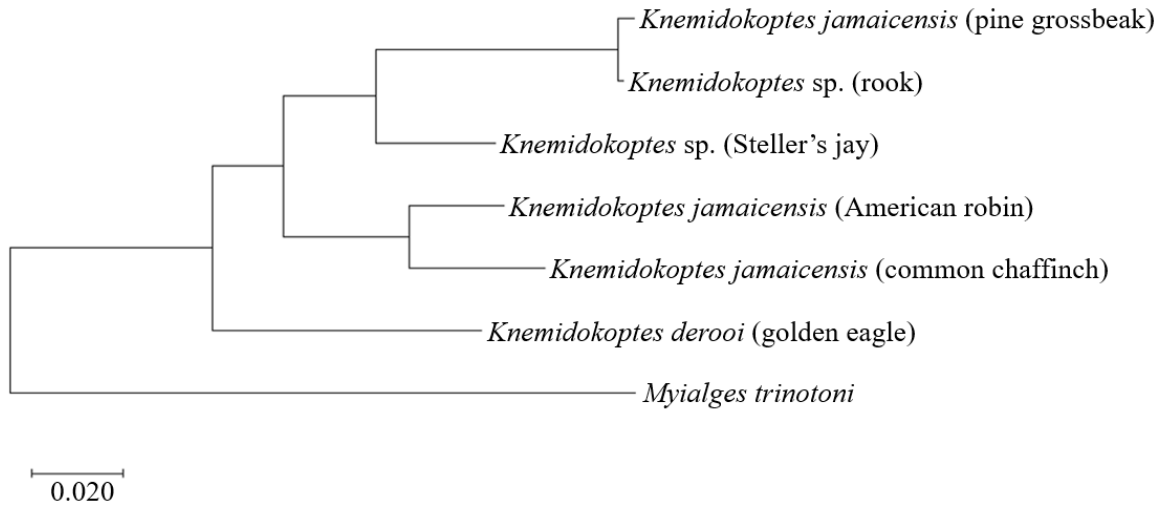 Knemidokoptes jamaicensis (pine grossbeak)
Knemidokoptes sp. (rook)
Knemidokoptes sp. (Steller’s jay)
Knemidokoptes jamaicensis (American robin)
Knemidokoptes jamaicensis (common chaffinch)
Knemidokoptes derooi (golden eagle)
Myialges trinotoni
0.020